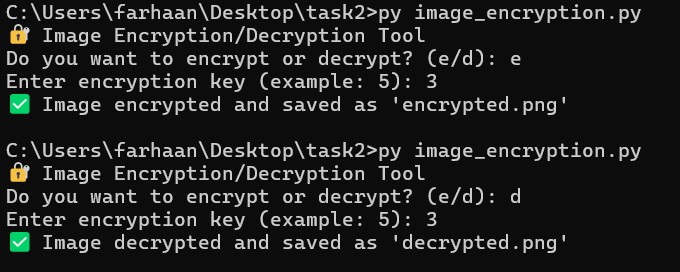 C:\Users\farhaan\Desktop\task2>py image_encryption.py
🔐 Image Encryption/Decryption Tool
Do you want to encrypt or decrypt? (e/d): e
Enter encryption key (example: 5): 3
✅ Image encrypted and saved as 'encrypted.png'

C:\Users\farhaan\Desktop\task2>py image_encryption.py
🔐 Image Encryption/Decryption Tool
Do you want to encrypt or decrypt? (e/d): d
Enter encryption key (example: 5): 3
✅ Image decrypted and saved as 'decrypted.png'